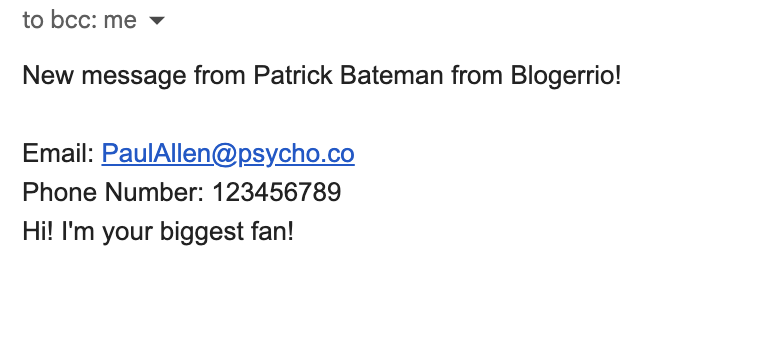 to bcc: me
New message from Patrick Bateman from Blogerrio!
Email: PaulAllen@psycho.co
Phone Number: 123456789
Hi! I'm your biggest fan!